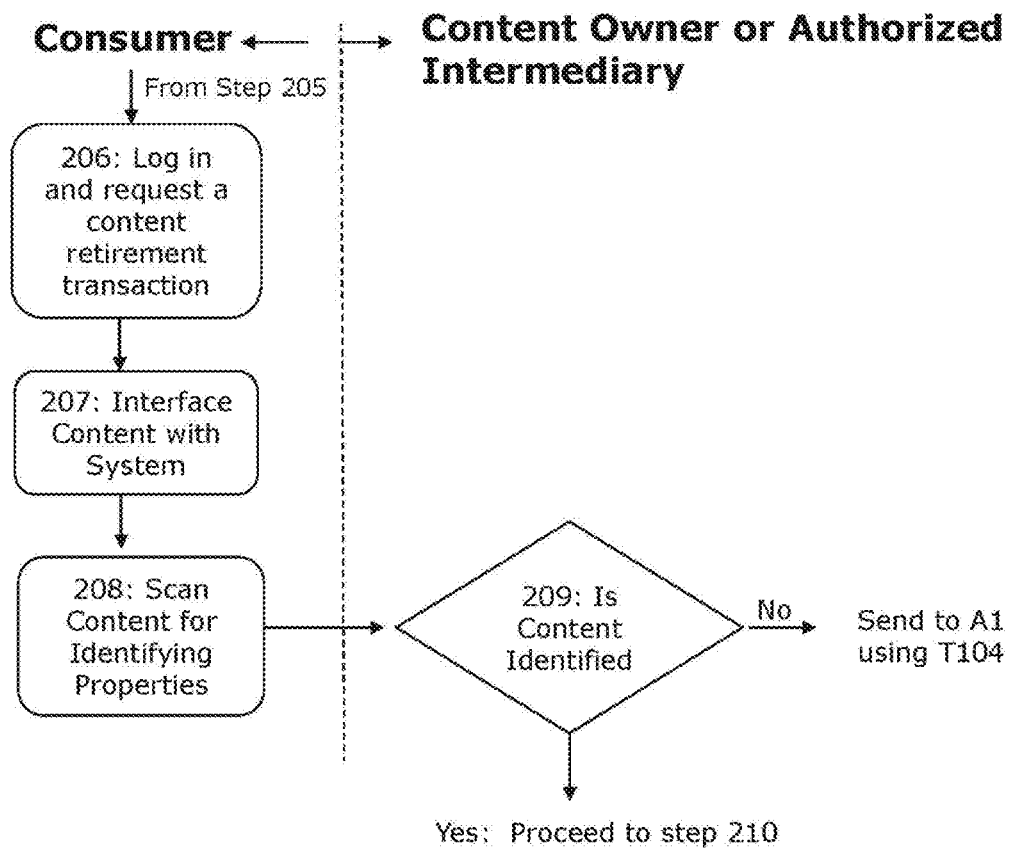 Consumer
Content Owner or Authorized
Intermediary
From Step 205
206: Log in
and request a
content
retirement
transaction
207: Interface
Content with
System
208: Scan
Content for
Identifying
Properties
209: Is
Content
Identified
No
Send to A1
using T104
Yes: Proceed to step 210